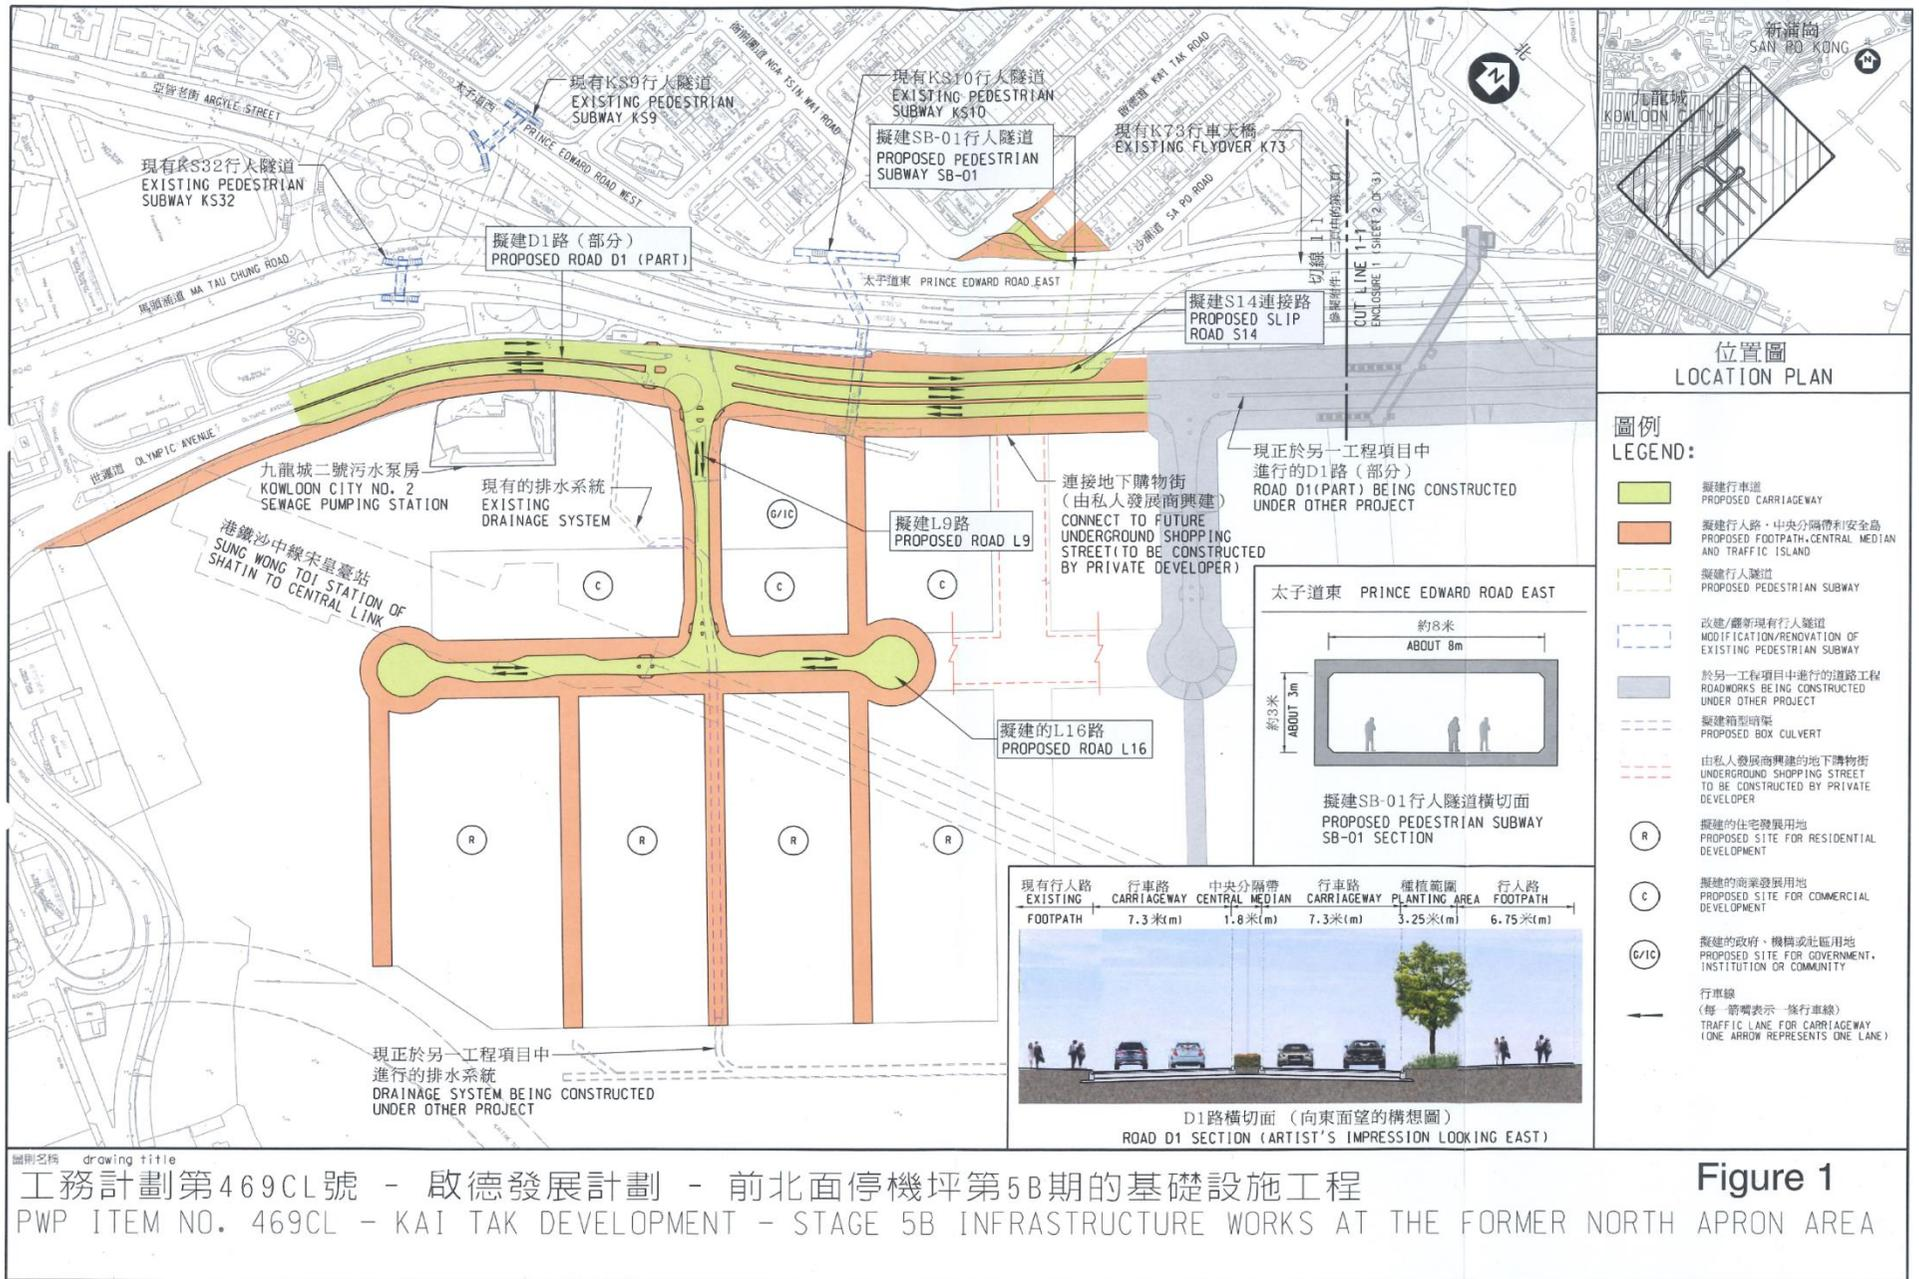 亞皆老街 ARGYLE STREET
太子道西
PRINCE EDWARD ROAD WEST
衙前圍道 NGA TSIN WAI ROAD
啟德道 KAI TAK ROAD
沙埔道 SA PO ROAD
馬頭涌道 MA TAU CHUNG ROAD
太子道東 PRINCE EDWARD ROAD EAST
世運道 OLYMPIC AVENUE
OLYMPIC AVENUE
北
N
現有KS9行人隧道
EXISTING PEDESTRIAN
SUBWAY KS9
現有KS10行人隧道
EXISTING PEDESTRIAN
SUBWAY KS10
擬建SB-01行人隧道
PROPOSED PEDESTRIAN
SUBWAY SB-01
現有K73行車天橋
EXISTING FLYOVER K73
現有KS32行人隧道
EXISTING PEDESTRIAN
SUBWAY KS32
擬建D1路（部分）
PROPOSED ROAD D1 (PART)
擬建S14連接路
PROPOSED SLIP
ROAD S14
切線 1-1
CUT LINE 1-1
ENCLOSURE 1 (SHEET 2 OF 3)
九龍城二號污水泵房
KOWLOON CITY NO. 2
SEWAGE PUMPING STATION
現有的排水系統
EXISTING
DRAINAGE SYSTEM
港鐵沙中線宋皇臺站
SUNG WONG TOI STATION OF
SHATIN TO CENTRAL LINK
擬建L9路
PROPOSED ROAD L9
連接地下購物街
（由私人發展商興建）
CONNECT TO FUTURE
UNDERGROUND SHOPPING
STREET(TO BE CONSTRUCTED
BY PRIVATE DEVELOPER)
現正於另一工程項目中
進行的D1路（部分）
ROAD D1(PART) BEING CONSTRUCTED
UNDER OTHER PROJECT
G/IC
C
C
C
擬建的L16路
PROPOSED ROAD L16
R
R
R
R
現正於另一工程項目中
進行的排水系統
DRAINAGE SYSTEM BEING CONSTRUCTED
UNDER OTHER PROJECT
太子道東 PRINCE EDWARD ROAD EAST
約8米
ABOUT 8m
約3米
ABOUT 3m
擬建SB-01行人隧道橫切面
PROPOSED PEDESTRIAN SUBWAY
SB-01 SECTION
現有行人路 行車路 中央分隔帶 行車路 種植範圍 行人路
EXISTING CARRIAGEWAY CENTRAL MEDIAN CARRIAGEWAY PLANTING AREA FOOTPATH
FOOTPATH 7.3米(m) 1.8米(m) 7.3米(m) 3.25米(m) 6.75米(m)
D1路橫切面 （向東面望的構想圖）
ROAD D1 SECTION (ARTIST'S IMPRESSION LOOKING EAST)
新蒲崗
SAN PO KONG
九龍城
KOWLOON CITY
N
位置圖
LOCATION PLAN
圖例
LEGEND:
擬建行車道
PROPOSED CARRIAGEWAY
擬建行人路，中央分隔帶和安全島
PROPOSED FOOTPATH,CENTRAL MEDIAN
AND TRAFFIC ISLAND
擬建行人隧道
PROPOSED PEDESTRIAN SUBWAY
改建/翻新現有行人隧道
MODIFICATION/RENOVATION OF
EXISTING PEDESTRIAN SUBWAY
於另一工程項目中進行的道路工程
ROADWORKS BEING CONSTRUCTED
UNDER OTHER PROJECT
擬建箱型暗渠
PROPOSED BOX CULVERT
由私人發展商興建的地下購物街
UNDERGROUND SHOPPING STREET
TO BE CONSTRUCTED BY PRIVATE
DEVELOPER
R
擬建的住宅發展用地
PROPOSED SITE FOR RESIDENTIAL
DEVELOPMENT
C
擬建的商業發展用地
PROPOSED SITE FOR COMMERCIAL
DEVELOPMENT
G/IC
擬建的政府、機構或社區用地
PROPOSED SITE FOR GOVERNMENT,
INSTITUTION OR COMMUNITY
行車線
(每一箭嘴表示一條行車線)
TRAFFIC LANE FOR CARRIAGEWAY
(ONE ARROW REPRESENTS ONE LANE)
圖則名稱 drawing title
工務計劃第469CL號 - 啟德發展計劃 - 前北面停機坪第5B期的基礎設施工程
PWP ITEM NO. 469CL - KAI TAK DEVELOPMENT - STAGE 5B INFRASTRUCTURE WORKS AT THE FORMER NORTH APRON AREA
Figure 1